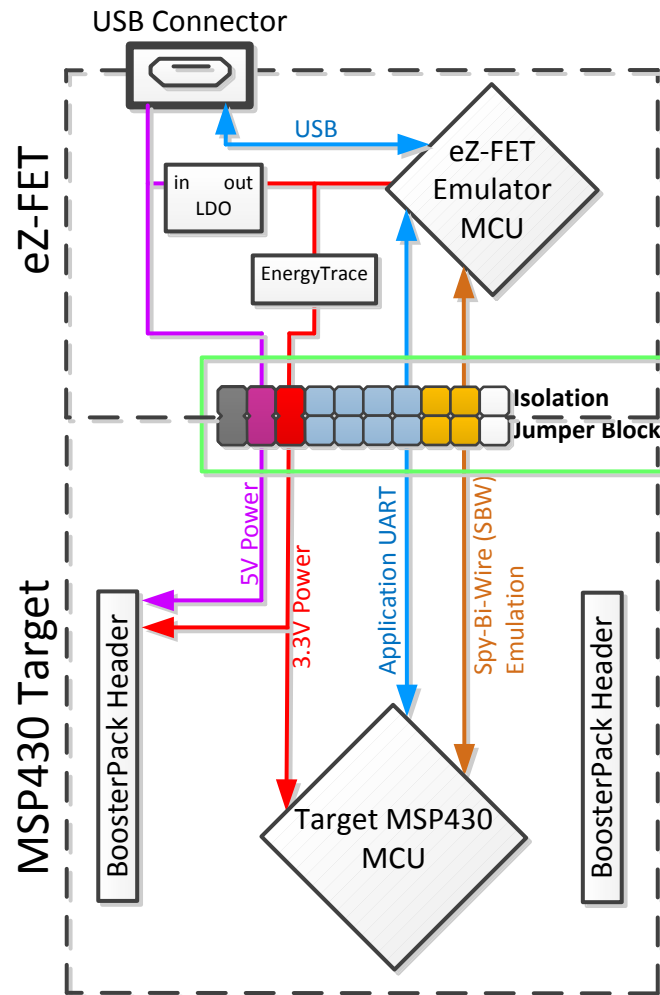 USB Connector
eZ-FET
USB
in out
LDO
eZ-FET
Emulator
MCU
EnergyTrace
Isolation
Jumper Block
MSP430 Target
5V Power
3.3V Power
Application UART
Spy-Bi-Wire (SBW)
Emulation
BoosterPack Header
BoosterPack Header
Target MSP430
MCU